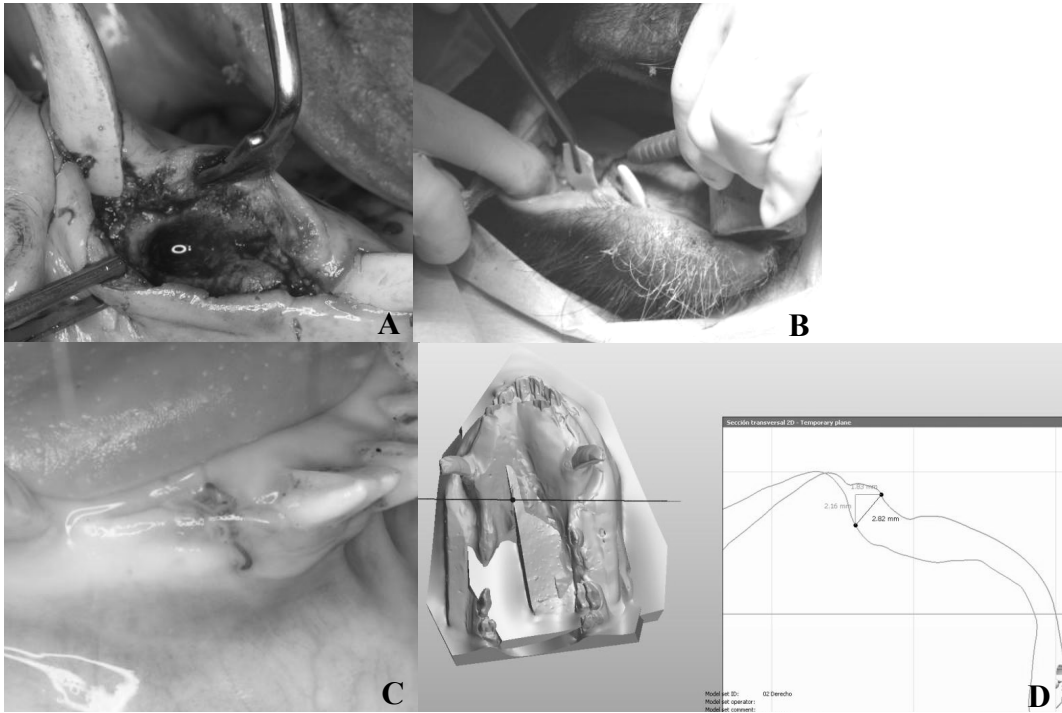 A
B
C
Sección transversal 2D - Temporary plane
1.83 mm
2.16 mm
2.82 mm
Model set ID: 02 Derecho
Model set operator:
Model set comment:
D